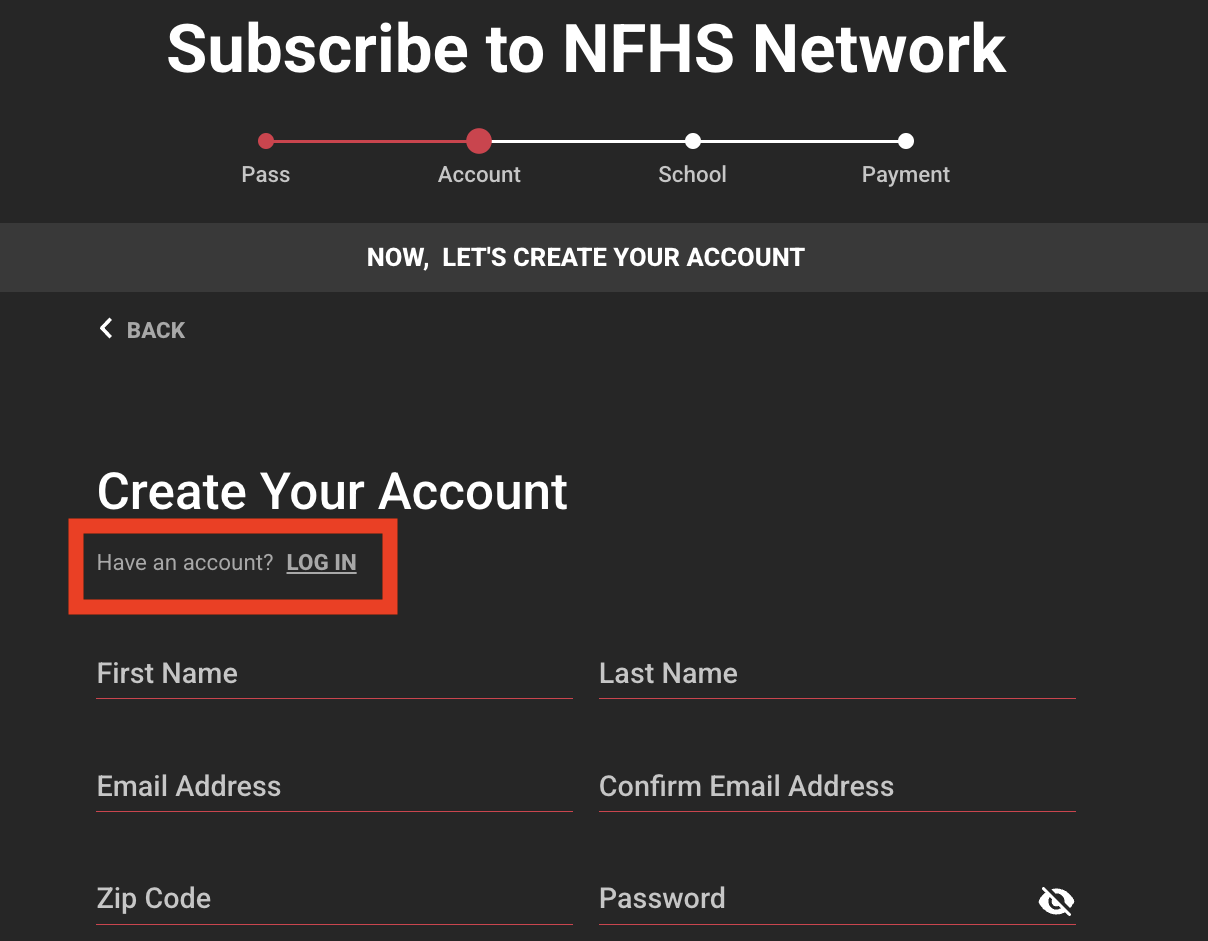 Subscribe to NFHS Network
Pass Account School Payment
NOW, LET'S CREATE YOUR ACCOUNT
BACK
Create Your Account
Have an account? LOG IN
First Name Last Name
Email Address Confirm Email Address
Zip Code Password